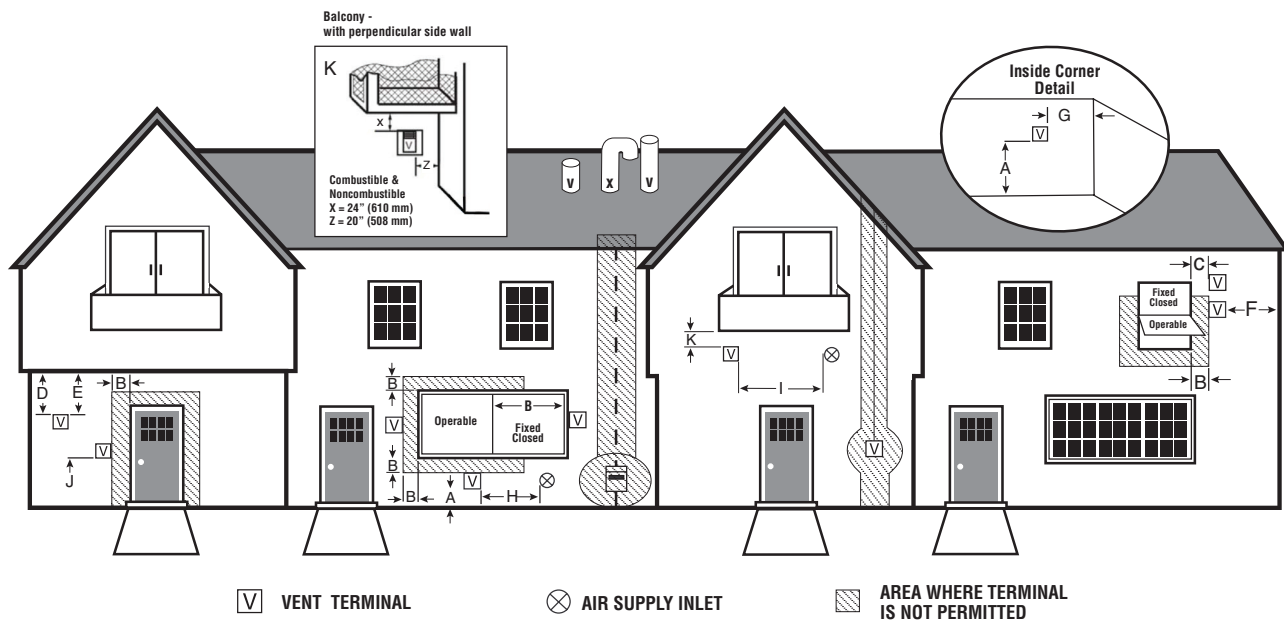 Balcony -
with perpendicular side wall
K
X
V
Z
Combustible &
Noncombustible
X = 24" (610 mm)
Z = 20" (508 mm)
Inside Corner
Detail
G
V
A
V
X
V
C
V
Fixed
Closed
Operable
V
F
B
K
V
I
D
E
B
V
V
J
B
Operable
B
Fixed
Closed
V
V
B
B
A
V
H
V
V VENT TERMINAL
AIR SUPPLY INLET
AREA WHERE TERMINAL
IS NOT PERMITTED